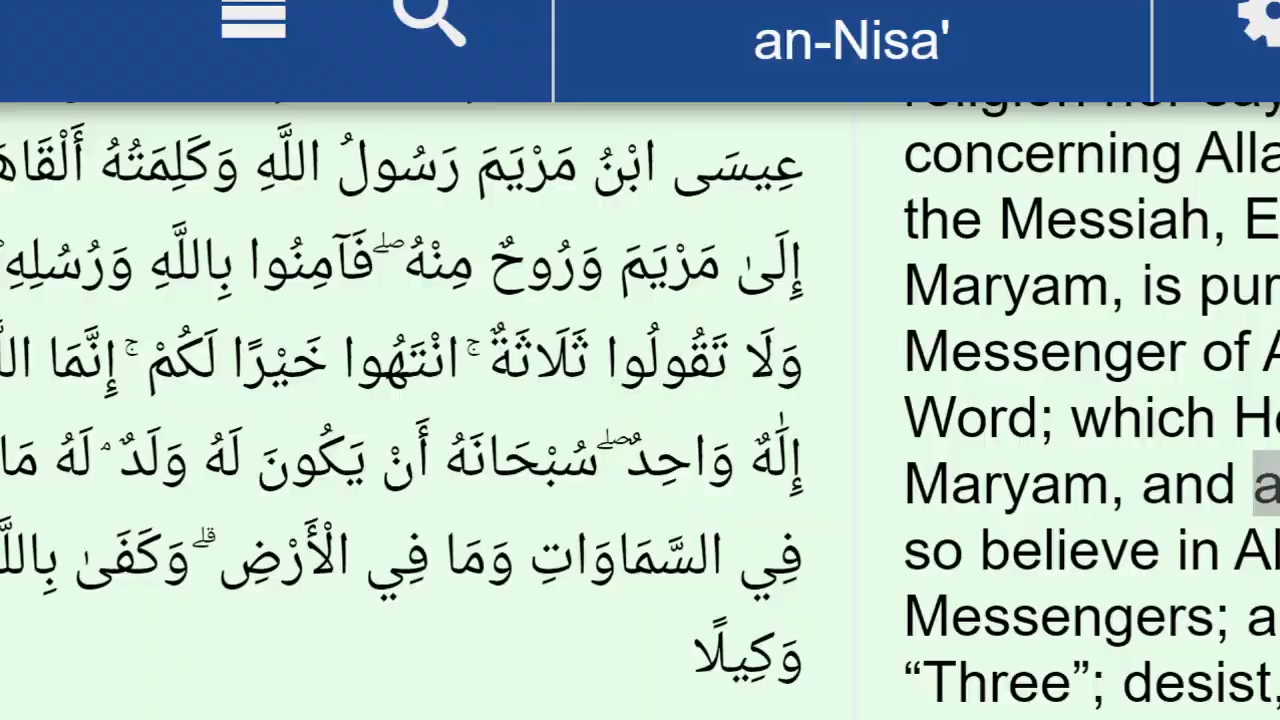 an-Nisa'
عِيسَى ابْنُ مَرْيَمَ رَسُولُ اللَّهِ وَكَلِمَتُهُ
إِلَىٰ مَرْيَمَ وَرُوحٌ مِنْهُ ۖ فَآمِنُوا بِاللَّهِ وَرُسُلِهِ
وَلَا تَقُولُوا ثَلَاثَةٌ ۚ انْتَهُوا خَيْرًا لَكُمْ ۚ إِنَّمَا
إِلَٰهٌ وَاحِدٌ ۖ سُبْحَانَهُ أَنْ يَكُونَ لَهُ وَلَدٌ ۘ لَهُ مَا
فِي السَّمَاوَاتِ وَمَا فِي الْأَرْضِ ۗ وَكَفَىٰ
وَكِيلًا
concerning
the Messiah,
Maryam, is
Messenger of
Word; which
Maryam, and
so believe in
Messengers;
“Three”; desist,